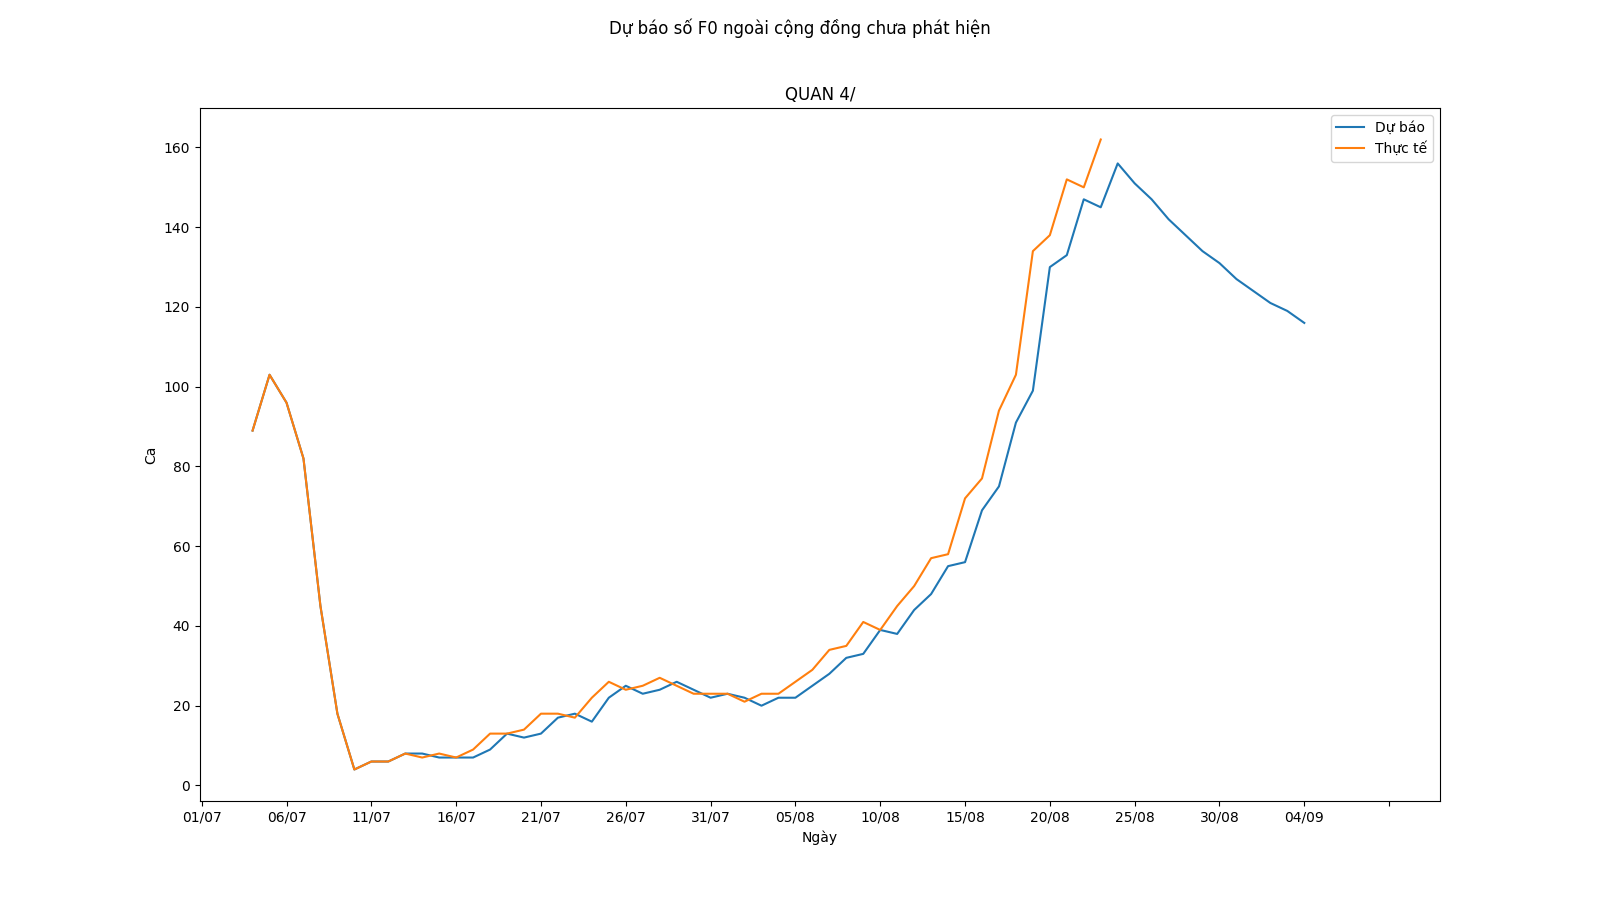 Dự báo số F0 ngoài cộng đồng chưa phát hiện
QUAN 4/
Dự báo
Thực tế
160
140
120
100
80
60
40
20
0
Ca
01/07 06/07 11/07 16/07 21/07 26/07 31/07 05/08 10/08 15/08 20/08 25/08 30/08 04/09
Ngày